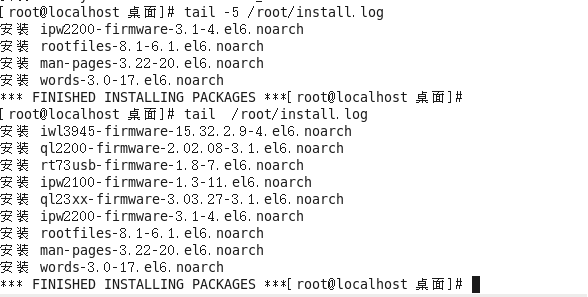 [root@localhost 桌面]# tail -5 /root/install.log
安装 ipw2200-firmware-3.1-4.el6.noarch
安装 rootfiles-8.1-6.1.el6.noarch
安装 man-pages-3.22-20.el6.noarch
安装 words-3.0-17.el6.noarch
*** FINISHED INSTALLING PACKAGES ***[root@localhost 桌面]#
[root@localhost 桌面]# tail  /root/install.log
安装 iwl3945-firmware-15.32.2.9-4.el6.noarch
安装 ql2200-firmware-2.02.08-3.1.el6.noarch
安装 rt73usb-firmware-1.8-7.el6.noarch
安装 ipw2100-firmware-1.3-11.el6.noarch
安装 ql23xx-firmware-3.03.27-3.1.el6.noarch
安装 ipw2200-firmware-3.1-4.el6.noarch
安装 rootfiles-8.1-6.1.el6.noarch
安装 man-pages-3.22-20.el6.noarch
安装 words-3.0-17.el6.noarch
*** FINISHED INSTALLING PACKAGES ***[root@localhost 桌面]#